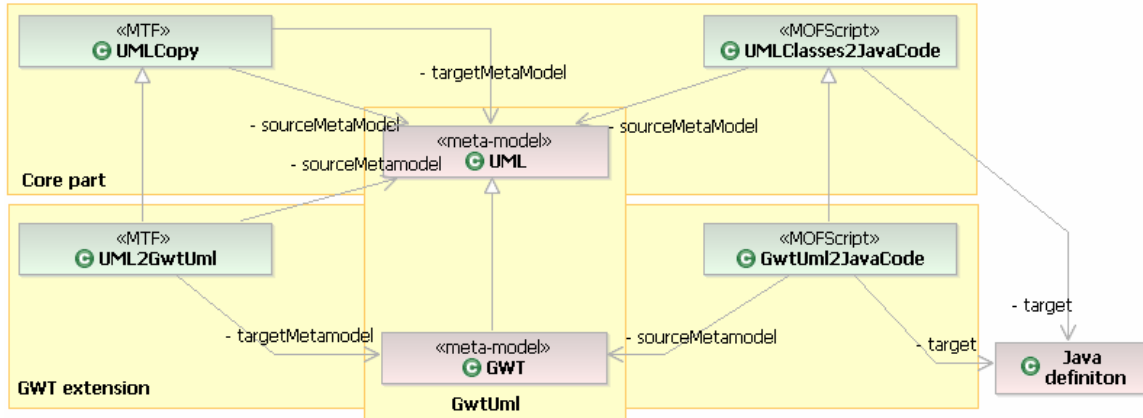 «MTF»
UMLCopy
«MOFScript»
UMLClasses2JavaCode
- targetMetaModel
- sourceMetaModel
- sourceMetaModel
«meta-model»
UML
- sourceMetamodel
Core part
«MTF»
UML2GwtUml
«MOFScript»
GwtUml2JavaCode
- target
- targetMetamodel
- sourceMetamodel
- target
«meta-model»
GWT
Java
definiton
GWT extension
GwtUml